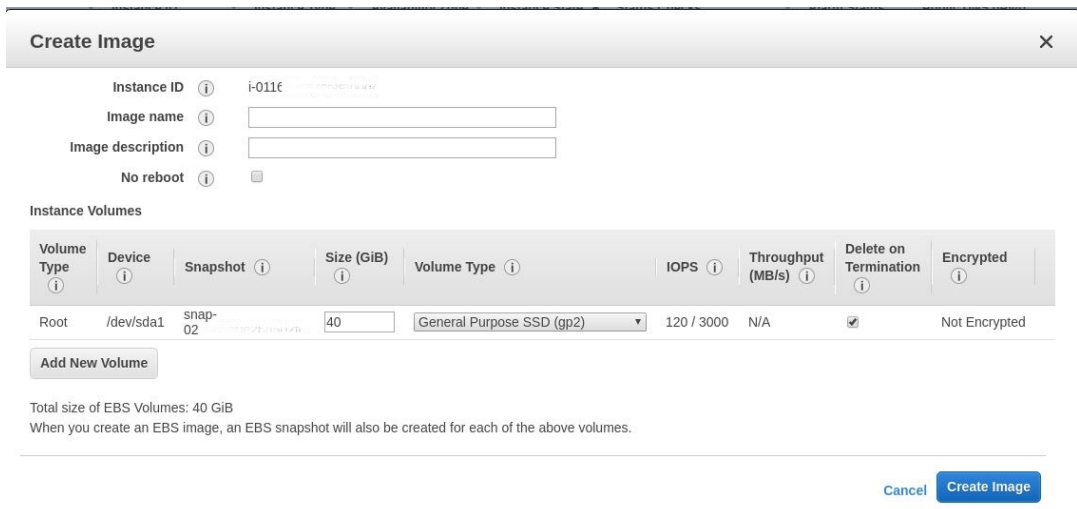 Create Image ×
Instance ID i i-0116
Image name i
Image description i
No reboot i
Instance Volumes
Volume Type i Device i Snapshot i Size (GiB) i Volume Type i IOPS i Throughput (MB/s) i Delete on Termination i Encrypted i
Root /dev/sda1 snap-02 40 General Purpose SSD (gp2) 120 / 3000 N/A Not Encrypted
Add New Volume
Total size of EBS Volumes: 40 GiB
When you create an EBS image, an EBS snapshot will also be created for each of the above volumes.
Cancel Create Image